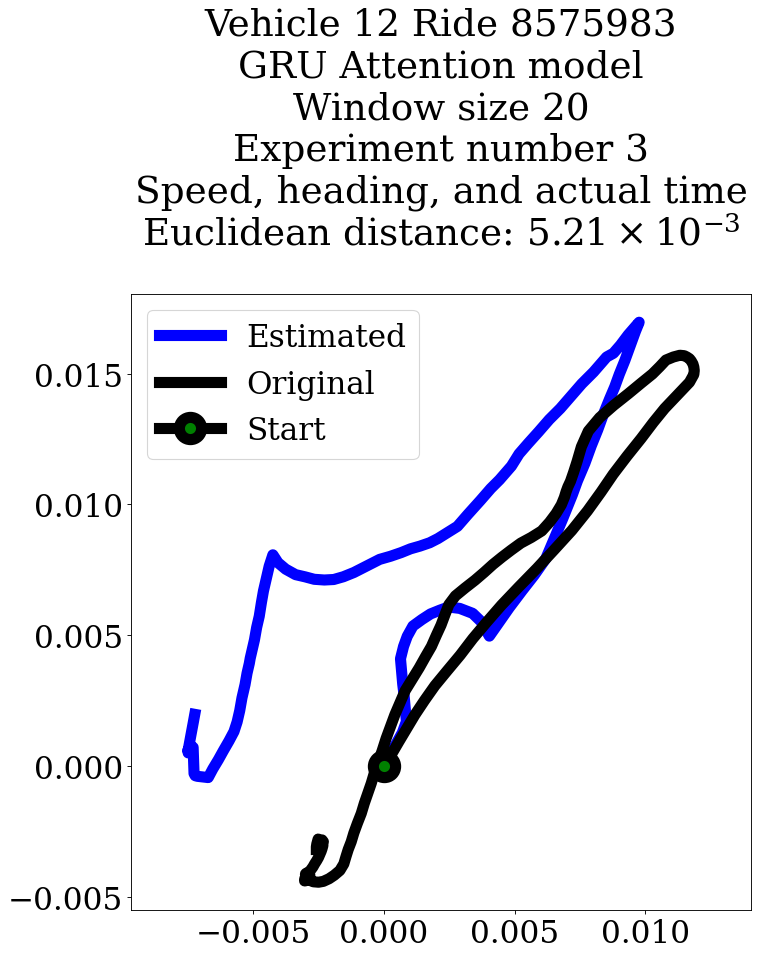 Vehicle 12 Ride 8575983
GRU Attention model
Window size 20
Experiment number 3
Speed, heading, and actual time
Euclidean distance: 5.21 × 10⁻³
Estimated
Original
Start
0.015
0.010
0.005
0.000
−0.005
−0.005 0.000 0.005 0.010